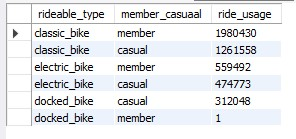 rideable_type member_casuaal ride_usage
classic_bike member 1980430
classic_bike casual 1261558
electric_bike member 559492
electric_bike casual 474773
docked_bike casual 312048
docked_bike member 1